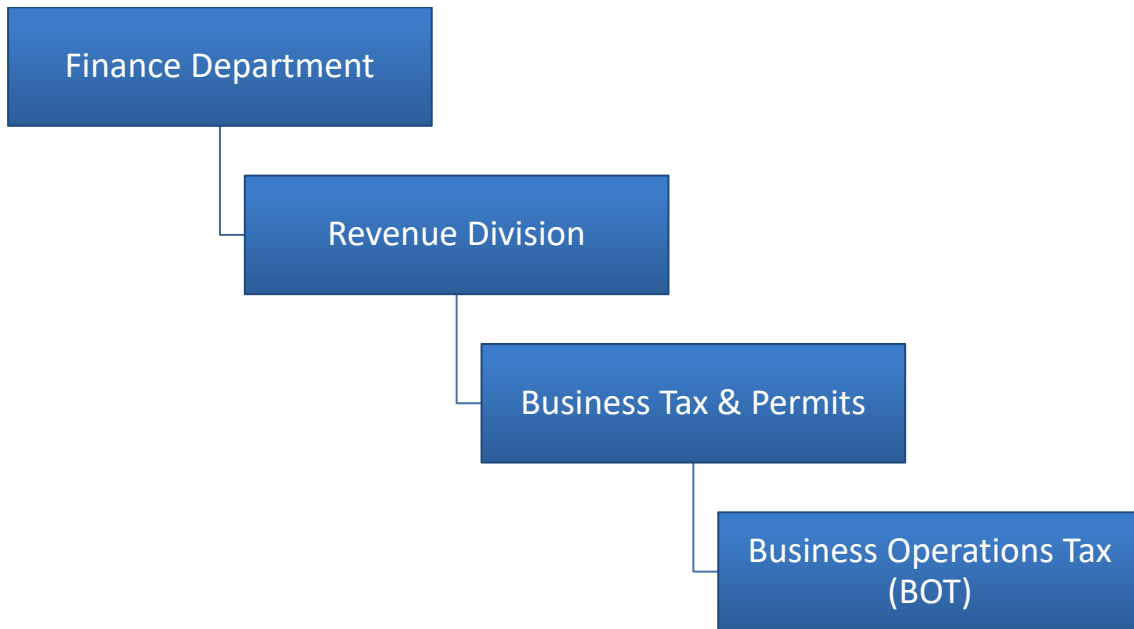 Finance Department
Revenue Division
Business Tax & Permits
Business Operations Tax
(BOT)